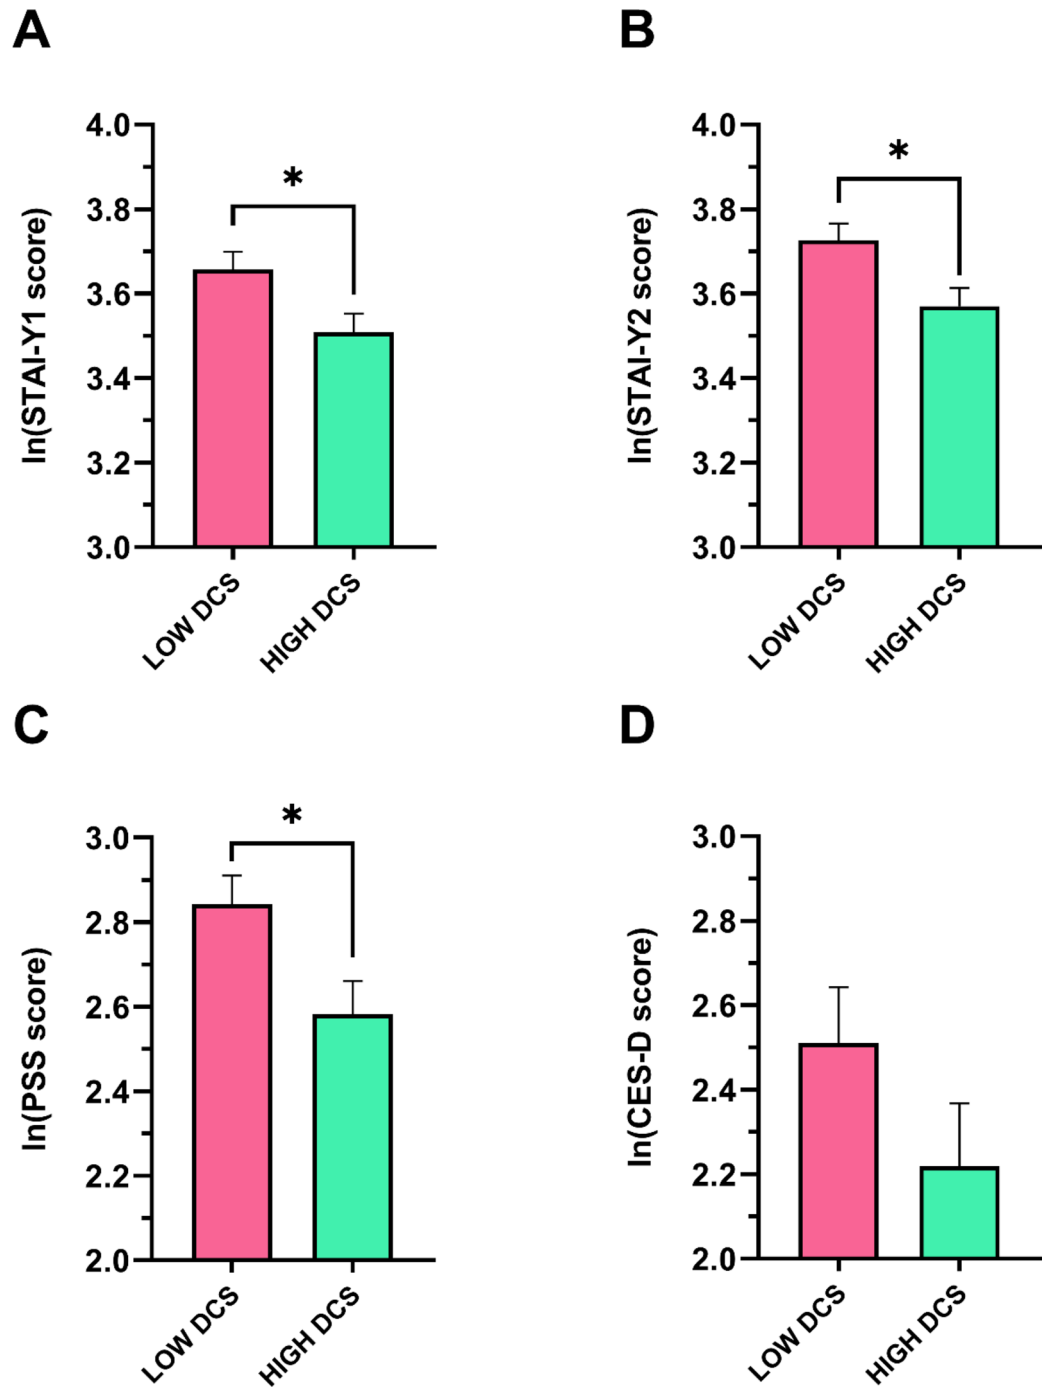 A
4.0
3.8
3.6
3.4
3.2
3.0
ln(STAI-Y1 score)
*
LOW DCS
HIGH DCS
B
4.0
3.8
3.6
3.4
3.2
3.0
ln(STAI-Y2 score)
*
LOW DCS
HIGH DCS
C
3.0
2.8
2.6
2.4
2.2
2.0
ln(PSS score)
*
LOW DCS
HIGH DCS
D
3.0
2.8
2.6
2.4
2.2
2.0
ln(CES-D score)
LOW DCS
HIGH DCS